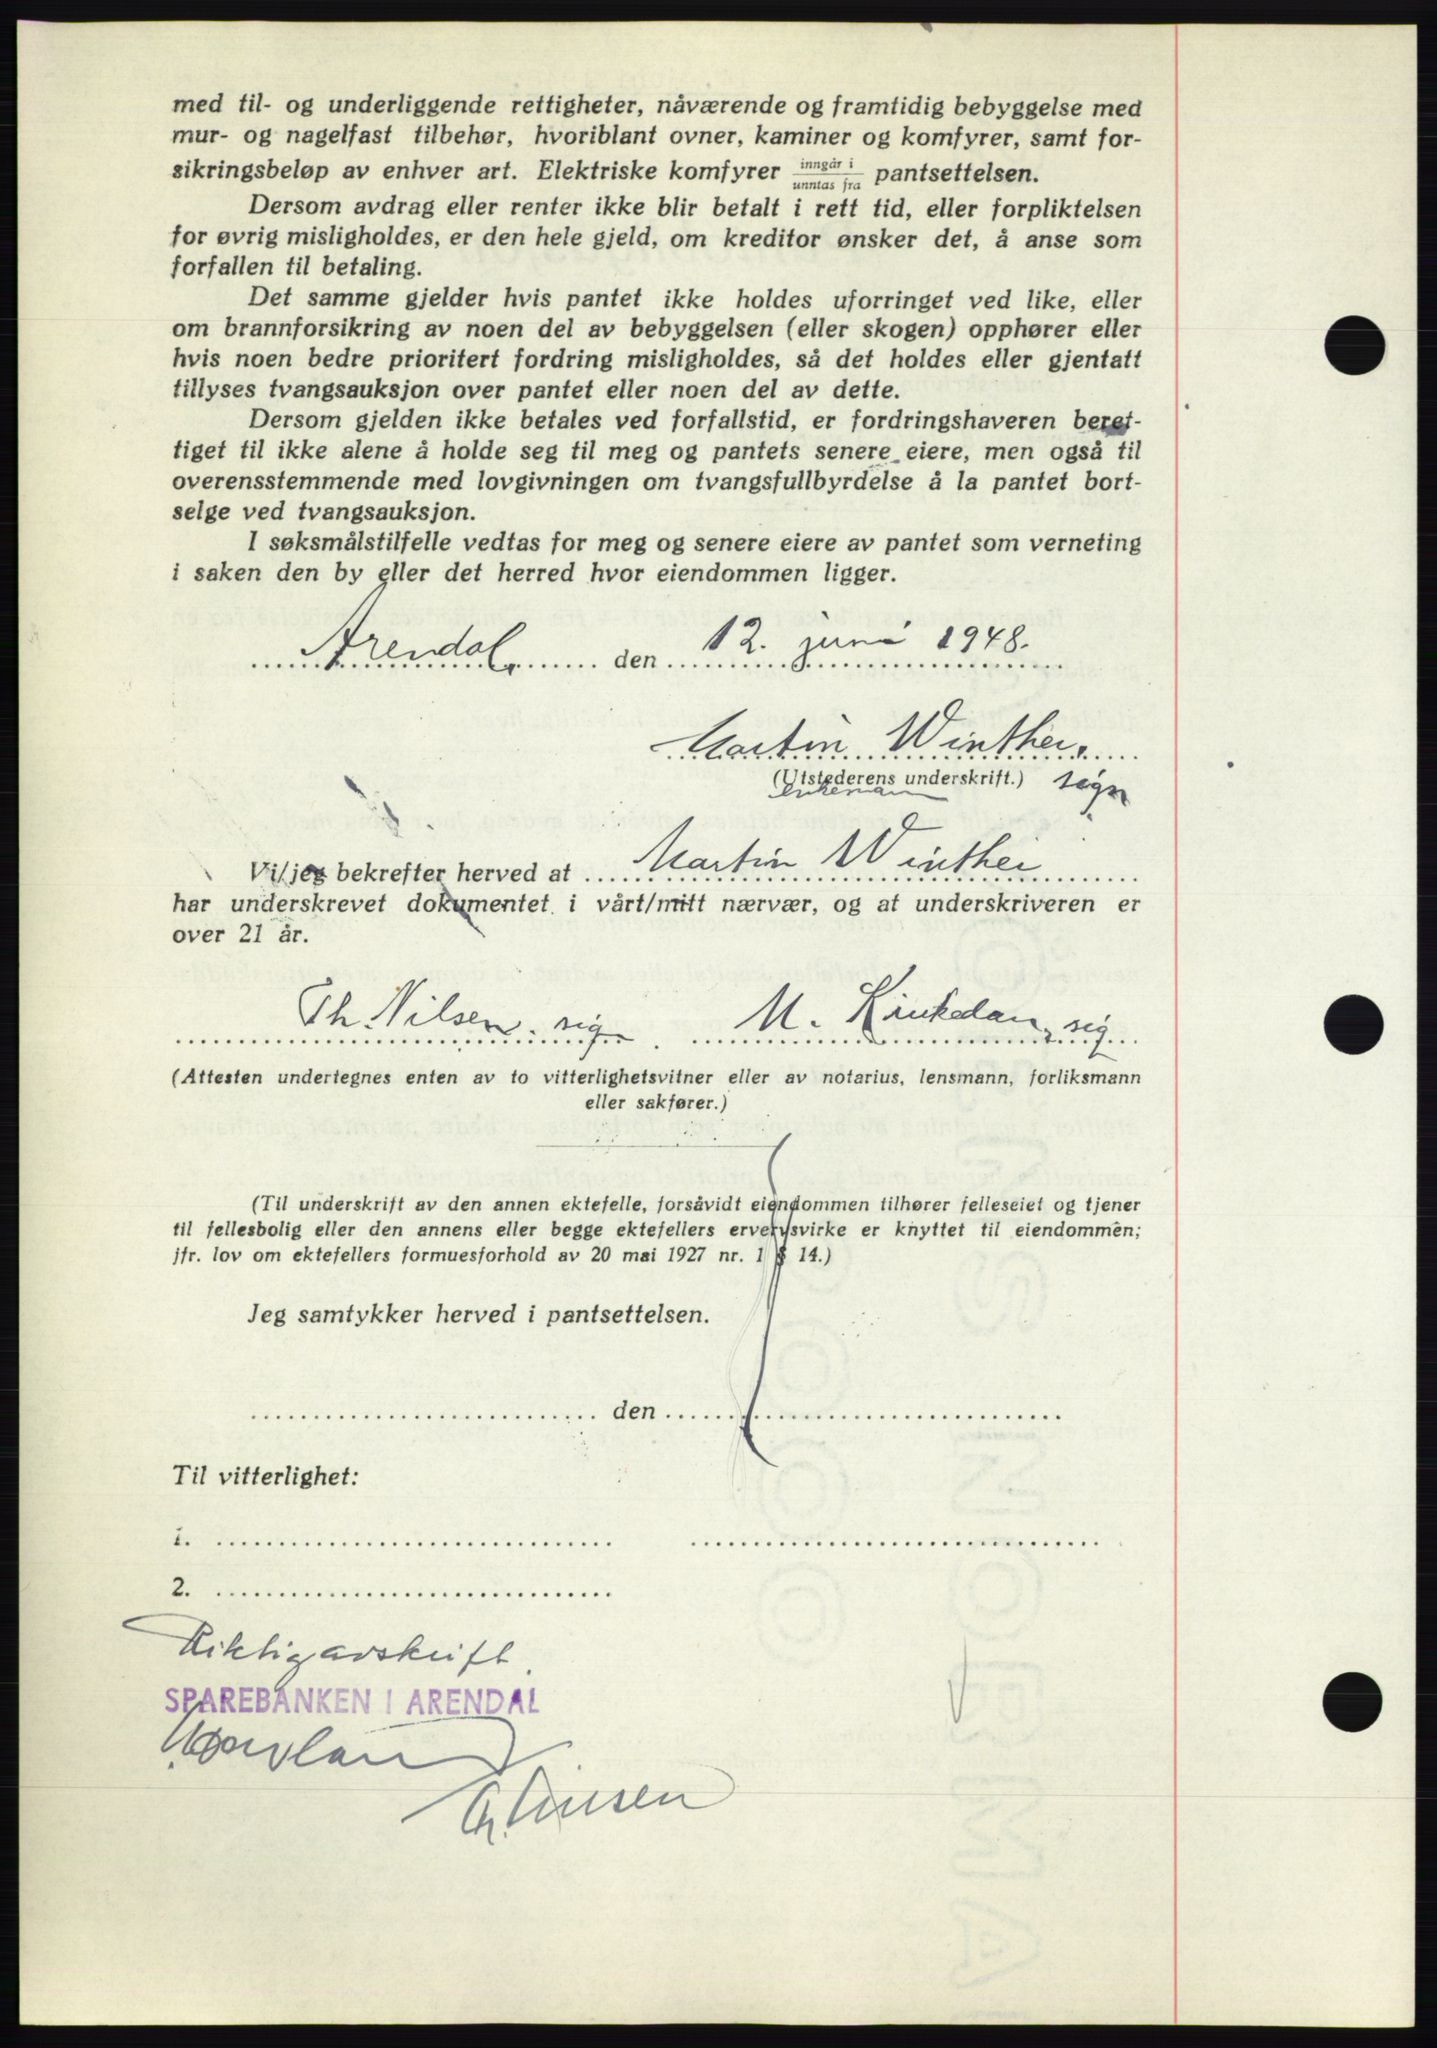 med til- og underliggende rettigheter, nåværende og framtidig bebyggelse med
mur- og nagelfast tilbehør, hvoriblant ovner, kaminer og komfyrer, samt for-
sikringsbeløp av enhver art. Elektriske komfyrer inngår i / unntas fra pantsettelsen.
Dersom avdrag eller renter ikke blir betalt i rett tid, eller forpliktelsen
for øvrig misligholdes, er den hele gjeld, om kreditor ønsker det, å anse som
forfallen til betaling.
Det samme gjelder hvis pantet ikke holdes uforringet ved like, eller
om brannforsikring av noen del av bebyggelsen (eller skogen) opphører eller
hvis noen bedre prioritert fordring misligholdes, så det holdes eller gjentatt
tillyses tvangsauksjon over pantet eller noen del av dette.
Dersom gjelden ikke betales ved forfallstid, er fordringshaveren beret-
tiget til ikke alene å holde seg til meg og pantets senere eiere, men også til
overensstemmende med lovgivningen om tvangsfullbyrdelse å la pantet bort-
selge ved tvangsauksjon.
I søksmålstilfelle vedtas for meg og senere eiere av pantet som verneting
i saken den by eller det herred hvor eiendommen ligger.
Arendal, den 12. juni 1948.
Martin Winther,
(Utstederens underskrift.) sign
enkemann
Vi/jeg bekrefter herved at Martin Winther
har underskrevet dokumentet i vårt/mitt nærvær, og at underskriveren er
over 21 år.
Th. Nilsen. sign M. sig
(Attesten undertegnes enten av to vitterlighetsvitner eller av notarius, lensmann, forliksmann
eller sakfører.)
(Til underskrift av den annen ektefelle, forsåvidt eiendommen tilhører felleseiet og tjener
til fellesbolig eller den annens eller begge ektefellers ervervsvirke er knyttet til eiendommen;
jfr. lov om ektefellers formuesforhold av 20 mai 1927 nr. 1 § 14.)
Jeg samtykker herved i pantsettelsen.
den
Til vitterlighet:
1.
2.
Riktig avskrift.
SPAREBANKEN I ARENDAL